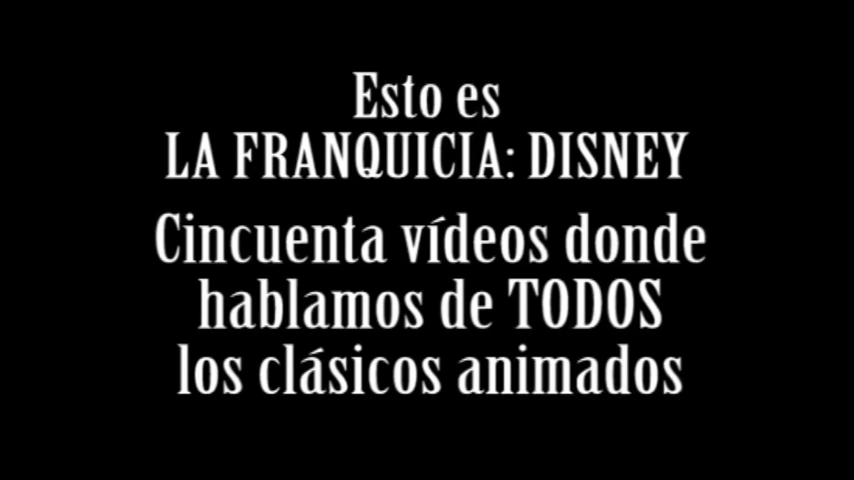 Esto es
LA FRANQUICIA: DISNEY
Cincuenta vídeos donde
hablamos de TODOS
los clásicos animados